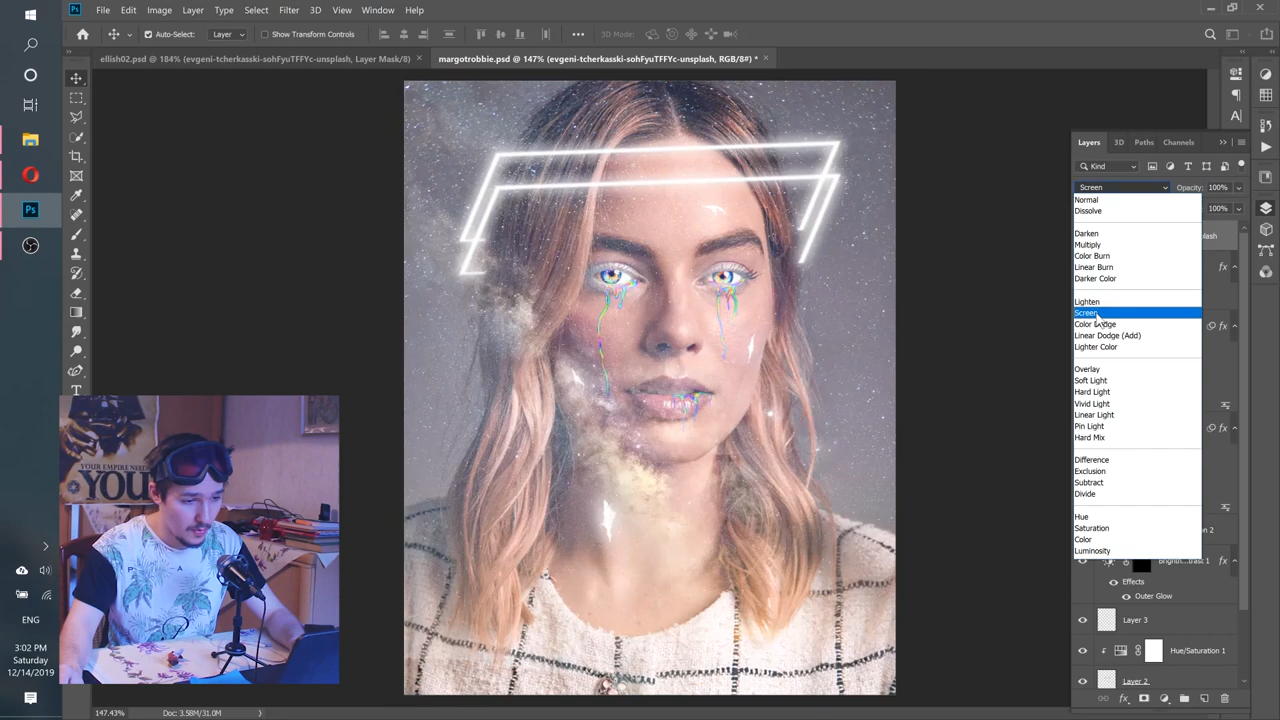 File Edit Image Layer Type Select Filter 3D View Window Help
Auto-Select: Layer Show Transform Controls 3D Mode:
ellish02.psd @ 184% (evgeni-tcherkasski-sohFyuTFFYc-unsplash, Layer Mask/8) × margotrobbie.psd @ 147% (evgeni-tcherkasski-sohFyuTFFYc-unsplash, RGB/8#) * ×
Layers 3D Paths Channels
Kind
Screen Opacity: 100%
100%
Normal
Dissolve
Darken
Multiply
Color Burn
Linear Burn
Darker Color
Lighten
Screen
Color Dodge
Linear Dodge (Add)
Lighter Color
Overlay
Soft Light
Hard Light
Vivid Light
Linear Light
Pin Light
Hard Mix
Difference
Exclusion
Subtract
Divide
Hue
Saturation
Color
Luminosity
Effects
Outer Glow
Layer 3
Hue/Saturation 1
Layer 2
YOUR EMPIRE NEEDS
YOU
ENG
3:02 PM
Saturday
12/14/2019
147.43% Doc: 3.58M/31.0M